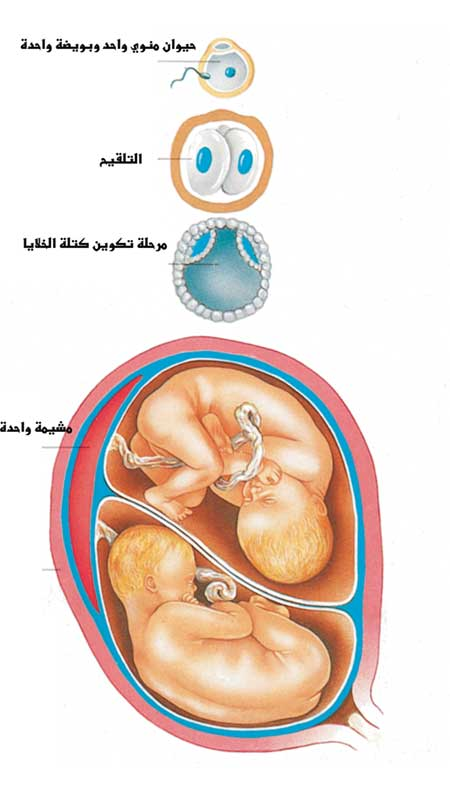 حيوان منوي واحد وبويضة واحدة
التلقيح
مرحلة تكوين كتلة الخلايا
مشيمة واحدة